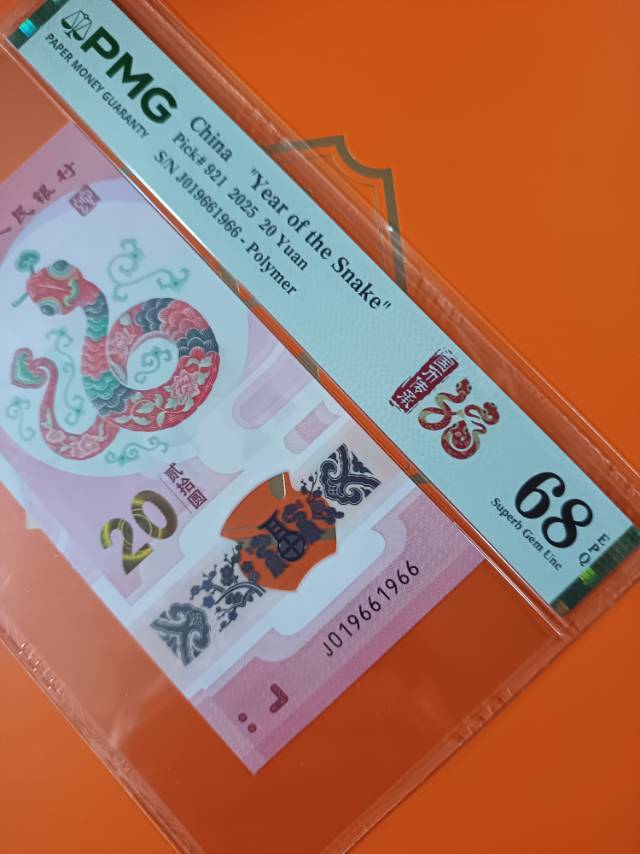 PMG
PAPER MONEY GUARANTY
China "Year of the Snake"
Pick# 921 2025 20 Yuan
S/N J019661966 - Polymer
68
EPQ
Superb Gem Unc
人民银行
20
贰拾圆
J019661966